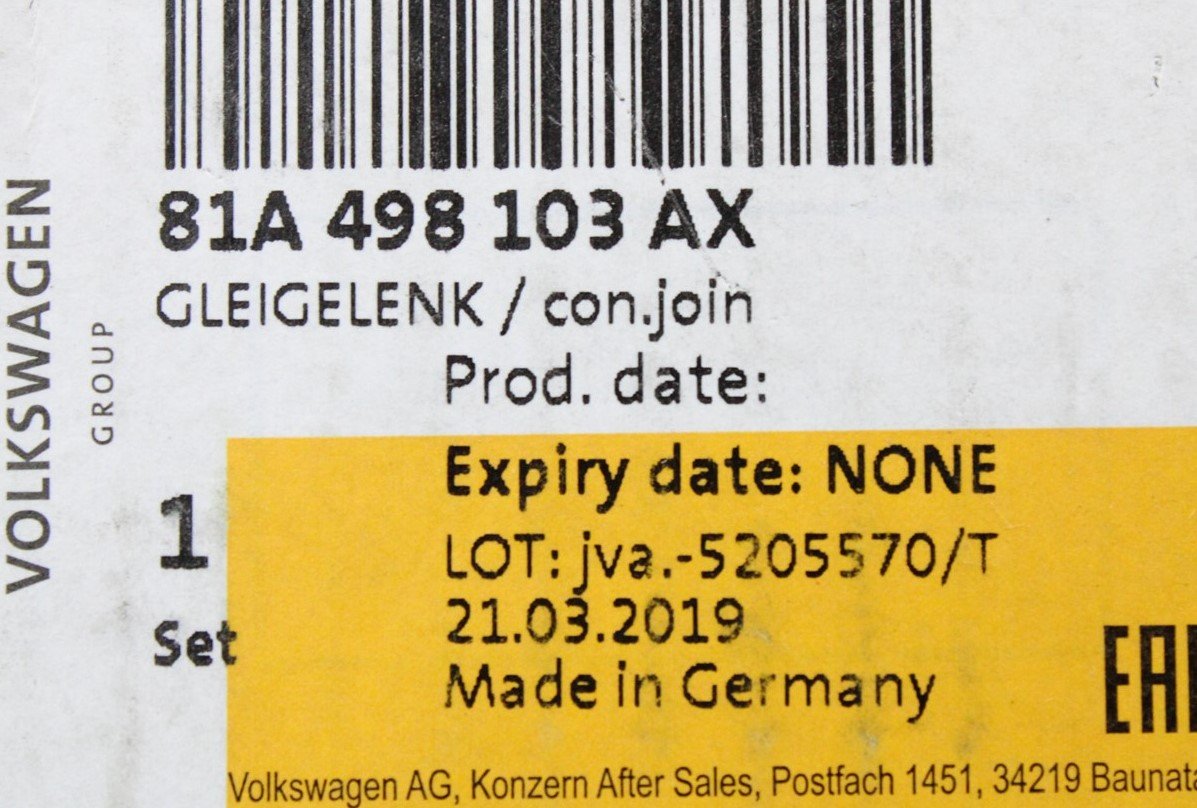 VOLKSWAGEN
GROUP
81A 498 103 AX
GLEIGELENK / con.join
Prod. date:
Expiry date: NONE
1
LOT: jva.-5205570/T
21.03.2019
Set
Made in Germany
EAC
Volkswagen AG, Konzern After Sales, Postfach 1451, 34219 Baunata